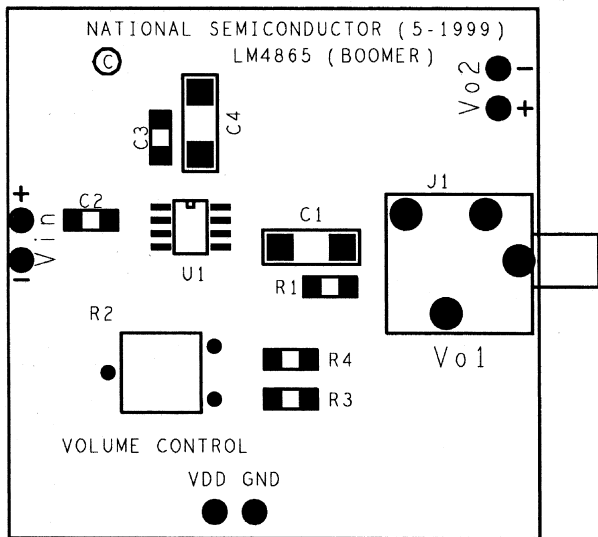 NATIONAL SEMICONDUCTOR (5-1999)
LM4865 (BOOMER)
©
Vo2
-
+
C4
C3
J1
+
Vin
-
C2
U1
C1
R1
R2
Vo1
R4
R3
VOLUME CONTROL
VDD GND